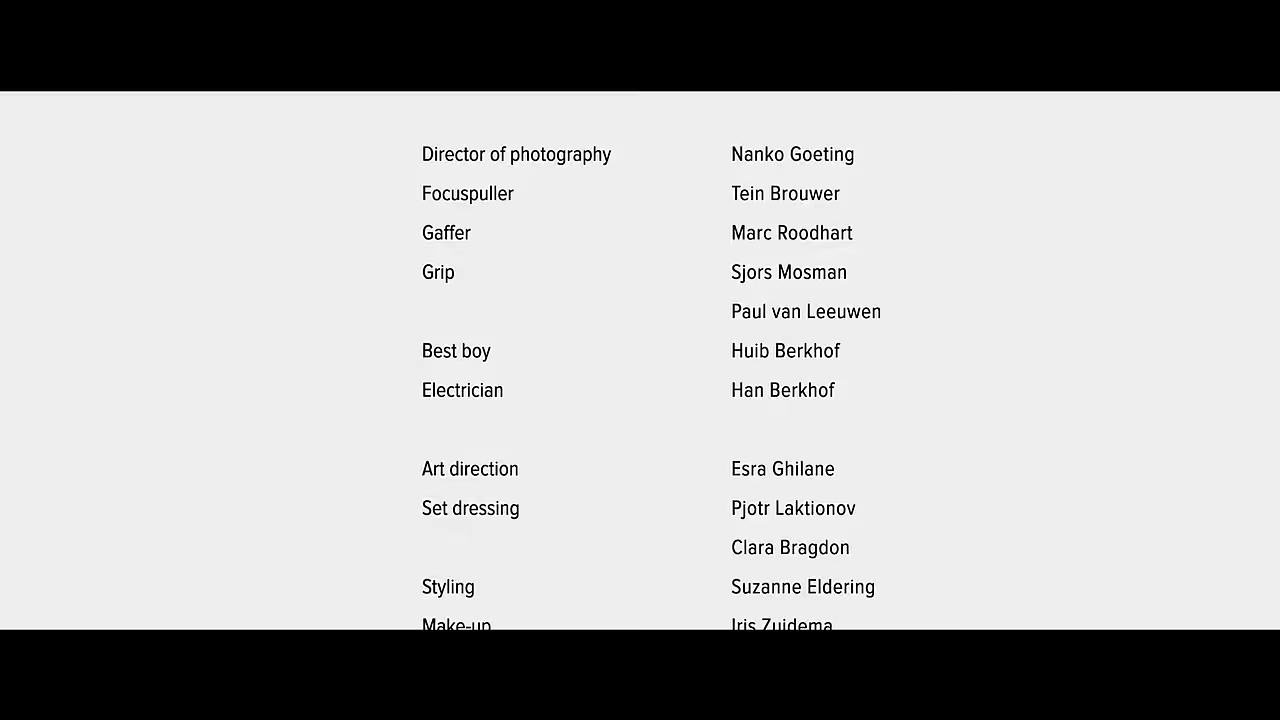 Director of photography Nanko Goeting
Focuspuller Tein Brouwer
Gaffer Marc Roodhart
Grip Sjors Mosman
Paul van Leeuwen
Best boy Huib Berkhof
Electrician Han Berkhof
Art direction Esra Ghilane
Set dressing Pjotr Laktionov
Clara Bragdon
Styling Suzanne Eldering
Make-up Iris Zuidema